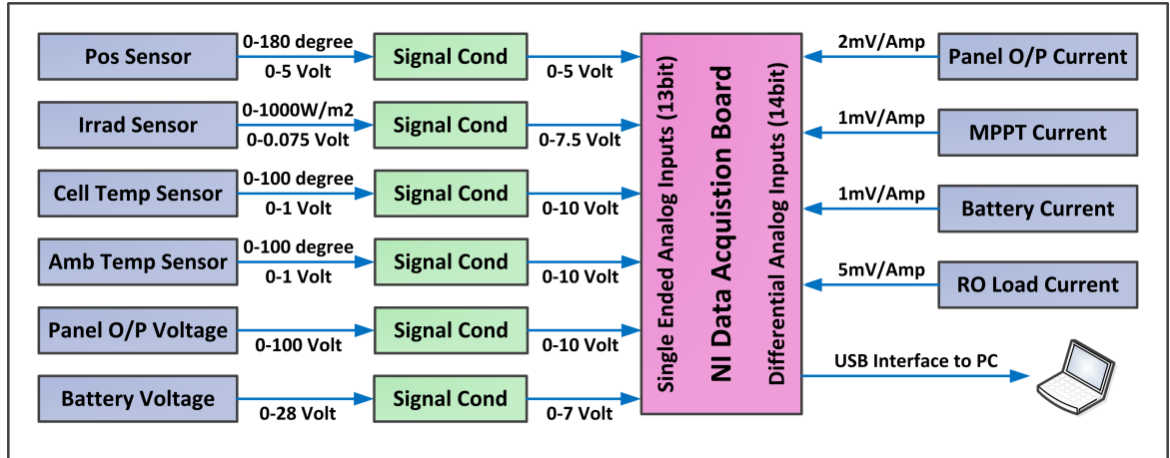 Pos Sensor
0-180 degree
0-5 Volt
Signal Cond
0-5 Volt
Irrad Sensor
0-1000W/m2
0-0.075 Volt
Signal Cond
0-7.5 Volt
Cell Temp Sensor
0-100 degree
0-1 Volt
Signal Cond
0-10 Volt
Amb Temp Sensor
0-100 degree
0-1 Volt
Signal Cond
0-10 Volt
Panel O/P Voltage
0-100 Volt
Signal Cond
0-10 Volt
Battery Voltage
0-28 Volt
Signal Cond
0-7 Volt
Single Ended Analog Inputs (13bit)
NI Data Acquistion Board
Differential Analog Inputs (14bit)
2mV/Amp
Panel O/P Current
1mV/Amp
MPPT Current
1mV/Amp
Battery Current
5mV/Amp
RO Load Current
USB Interface to PC